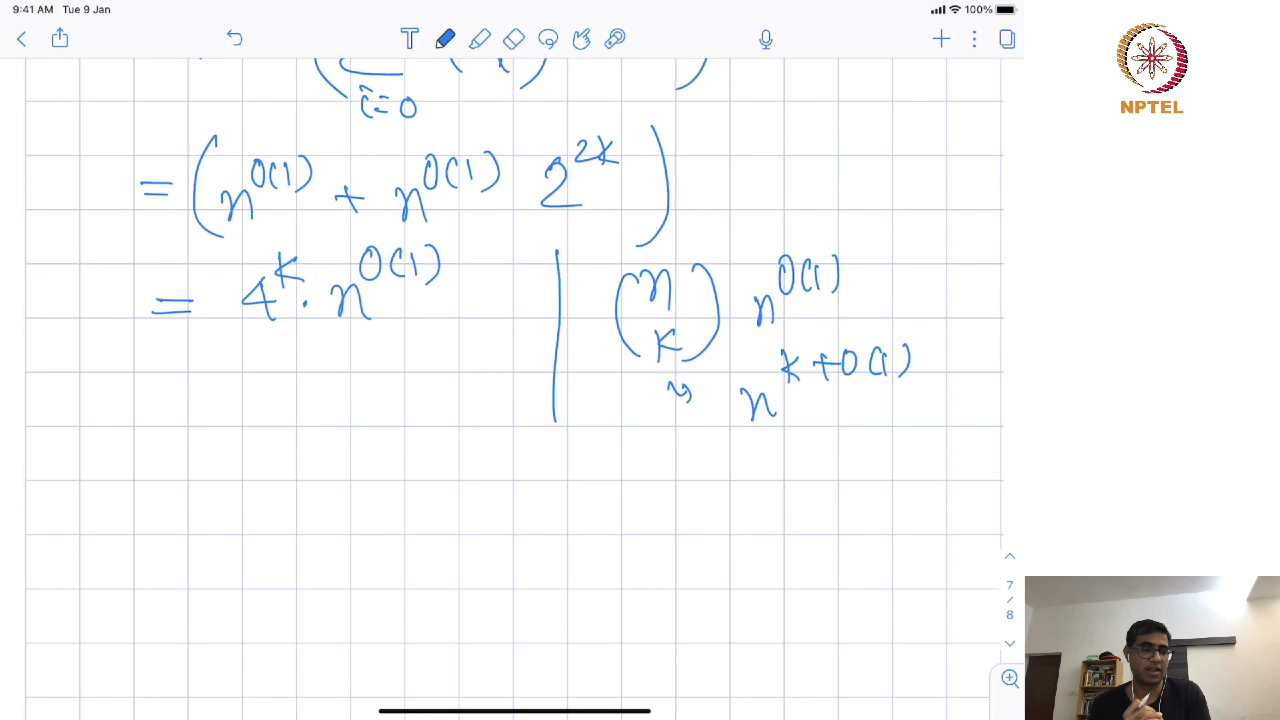 9:41 AM Tue 9 Jan 100%
NPTEL
i=0
= (n^{O(1)} + n^{O(1)} 2^{2k})
= 4^k · n^{O(1)}
(n k) n^{O(1)}
n^{k+O(1)}
7
8